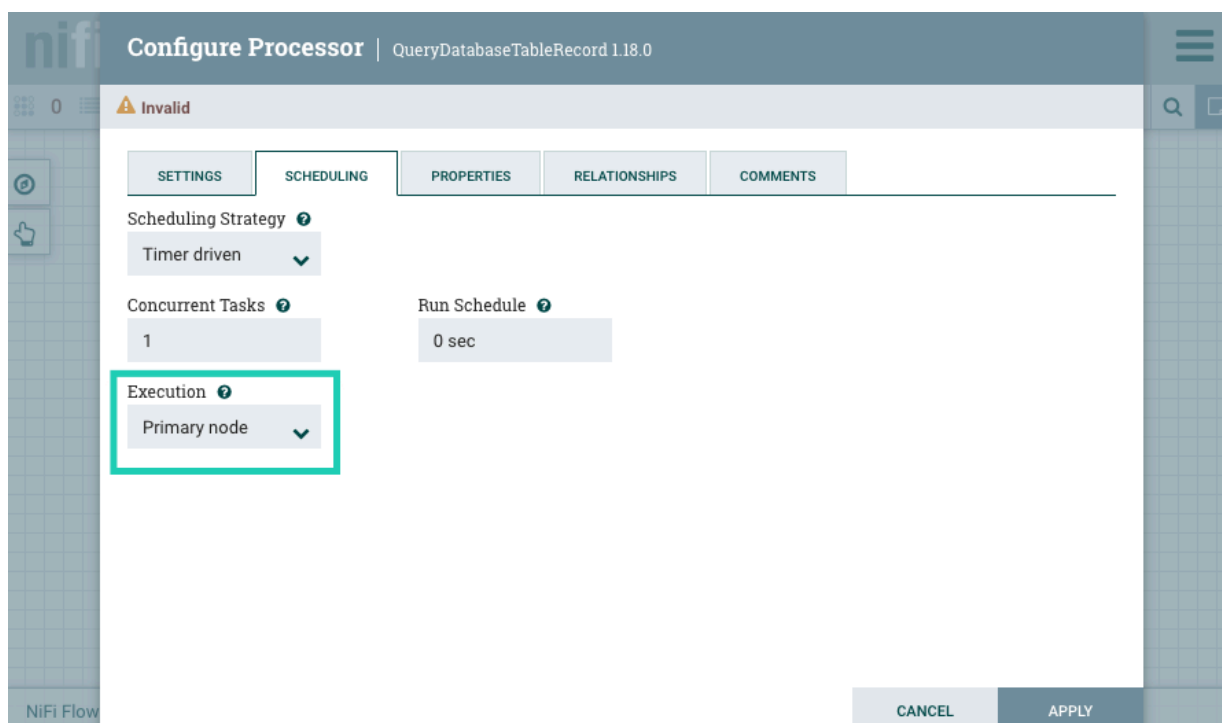 nifi
Configure Processor | QueryDatabaseTableRecord 1.18.0
0
Invalid
SETTINGS SCHEDULING PROPERTIES RELATIONSHIPS COMMENTS
Scheduling Strategy
Timer driven
Concurrent Tasks Run Schedule
1 0 sec
Execution
Primary node
NiFi Flow CANCEL APPLY